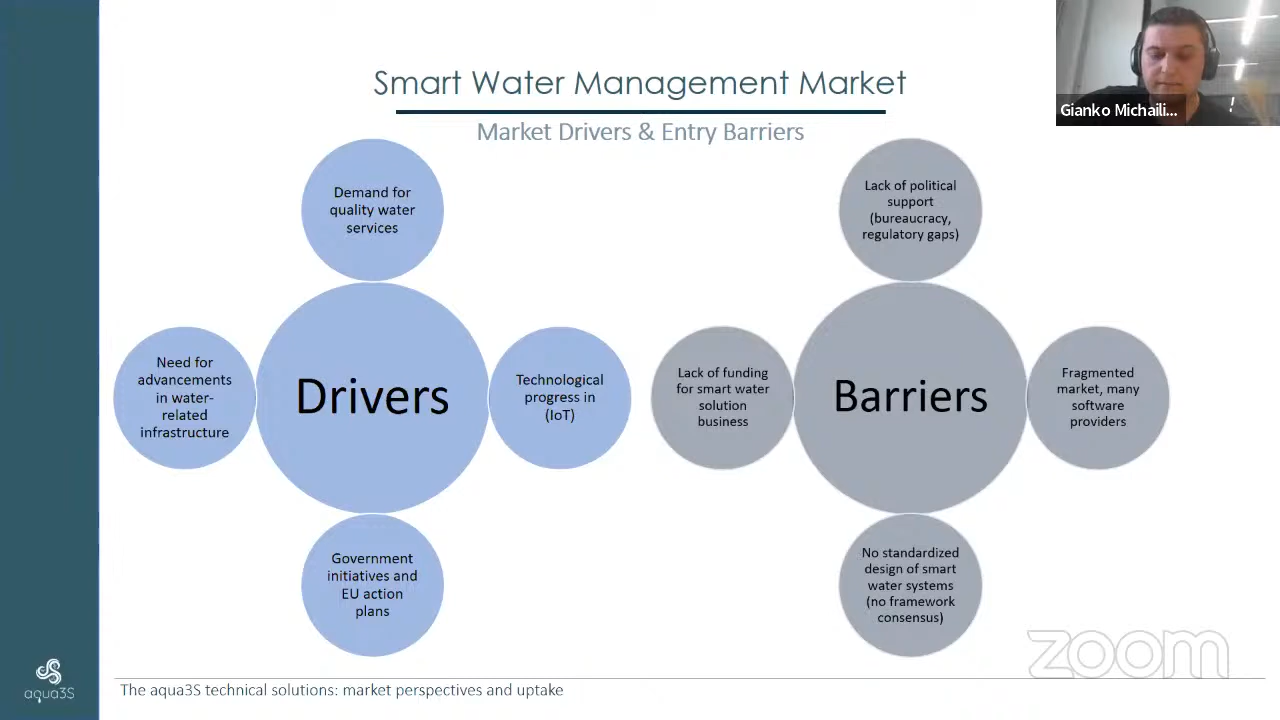 Smart Water Management Market
Market Drivers & Entry Barriers
Gianko Michaili...
Demand for
quality water
services
Need for
advancements
in water-
related
infrastructure
Drivers
Technological
progress in
(IoT)
Government
initiatives and
EU action
plans
Lack of political
support
(bureaucracy,
regulatory gaps)
Lack of funding
for smart water
solution
business
Barriers
Fragmented
market, many
software
providers
No standardized
design of smart
water systems
(no framework
consensus)
zoom
aqua3S
The aqua3S technical solutions: market perspectives and uptake